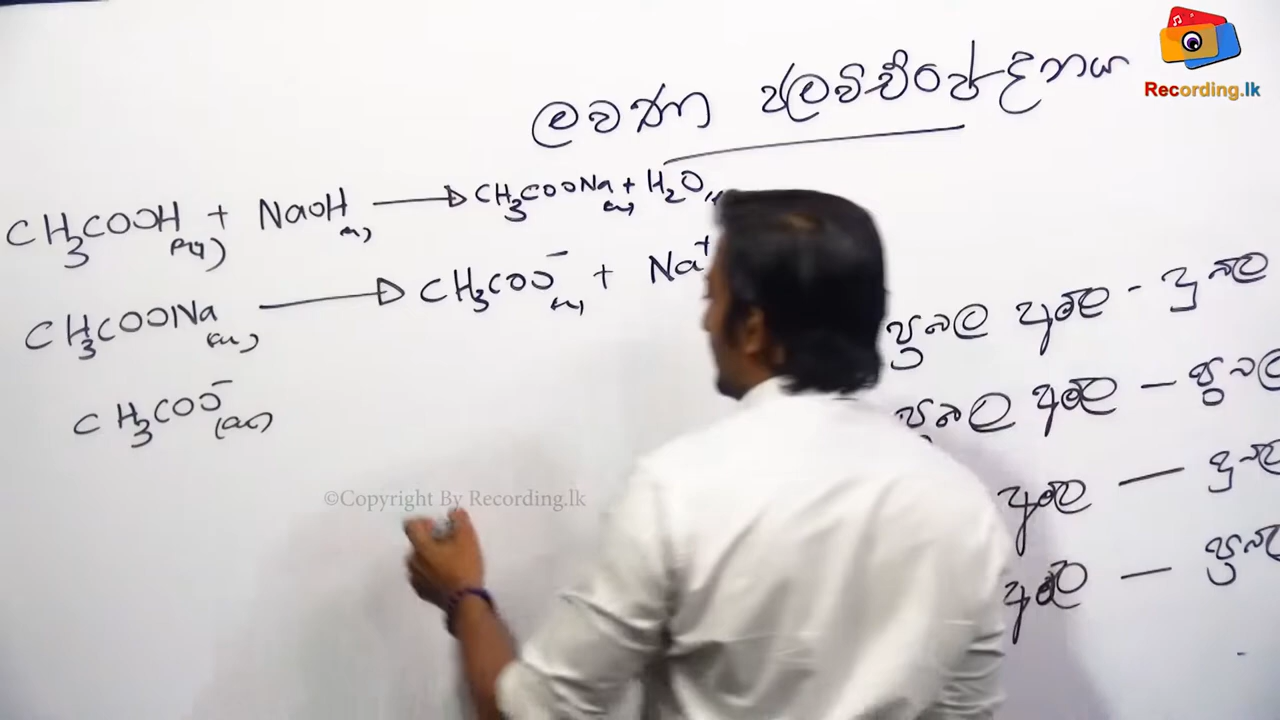 Recording.lk
ලවණ ජලවිච්ඡේදනය
CH₃COOH(aq) + NaOH(aq) → CH₃COONa(aq) + H₂O
CH₃COONa(aq) → CH₃COO⁻(aq) + Na⁺
CH₃COO⁻(aq)
©Copyright By Recording.lk
ප්‍රබල අම්ල - දුබල
ප්‍රබල අම්ල - ප්‍රබල
අම්ල - දුබල
අම්ල - ප්‍රබල